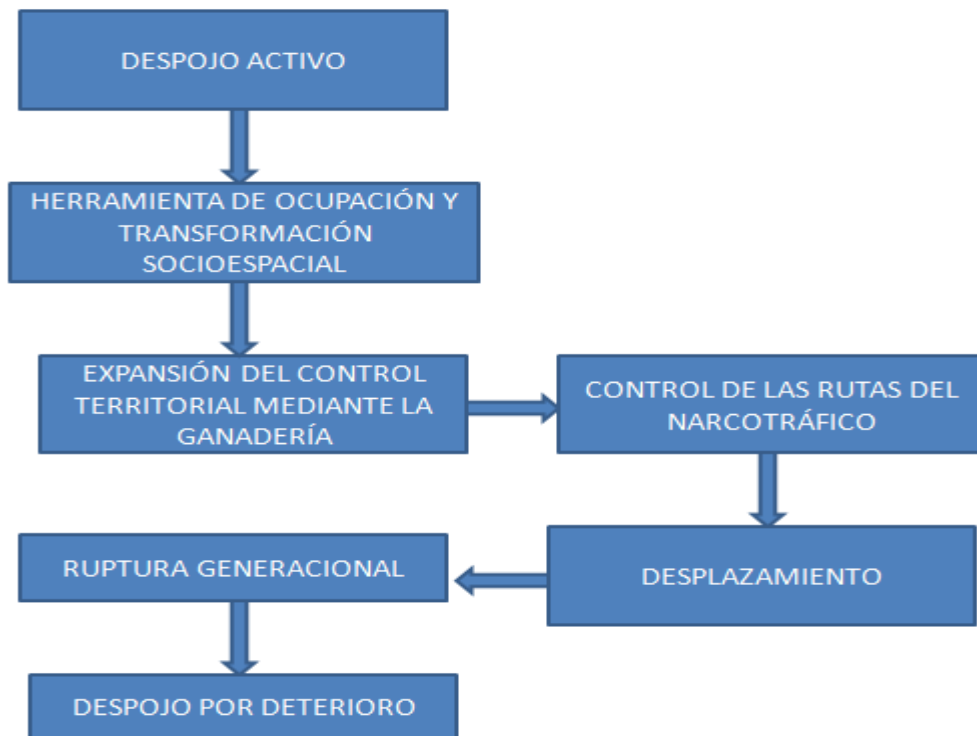 DESPOJO ACTIVO
HERRAMIENTA DE OCUPACIÓN Y
TRANSFORMACIÓN
SOCIOESPACIAL
EXPANSIÓN DEL CONTROL
TERRITORIAL MEDIANTE LA
GANADERÍA
CONTROL DE LAS RUTAS DEL
NARCOTRÁFICO
DESPLAZAMIENTO
RUPTURA GENERACIONAL
DESPOJO POR DETERIORO